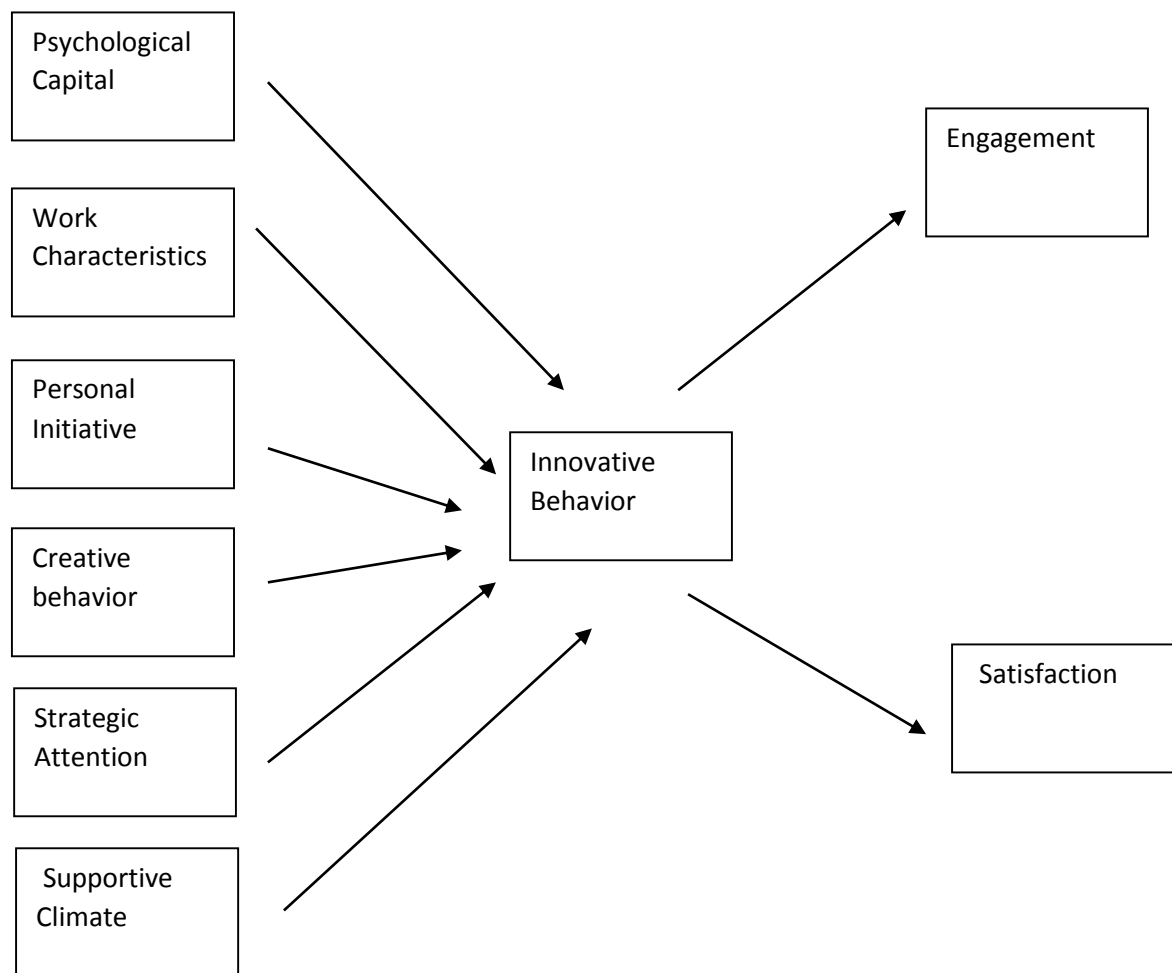 Psychological
Capital
Work
Characteristics
Personal
Initiative
Creative
behavior
Strategic
Attention
Supportive
Climate
Innovative
Behavior
Engagement
Satisfaction